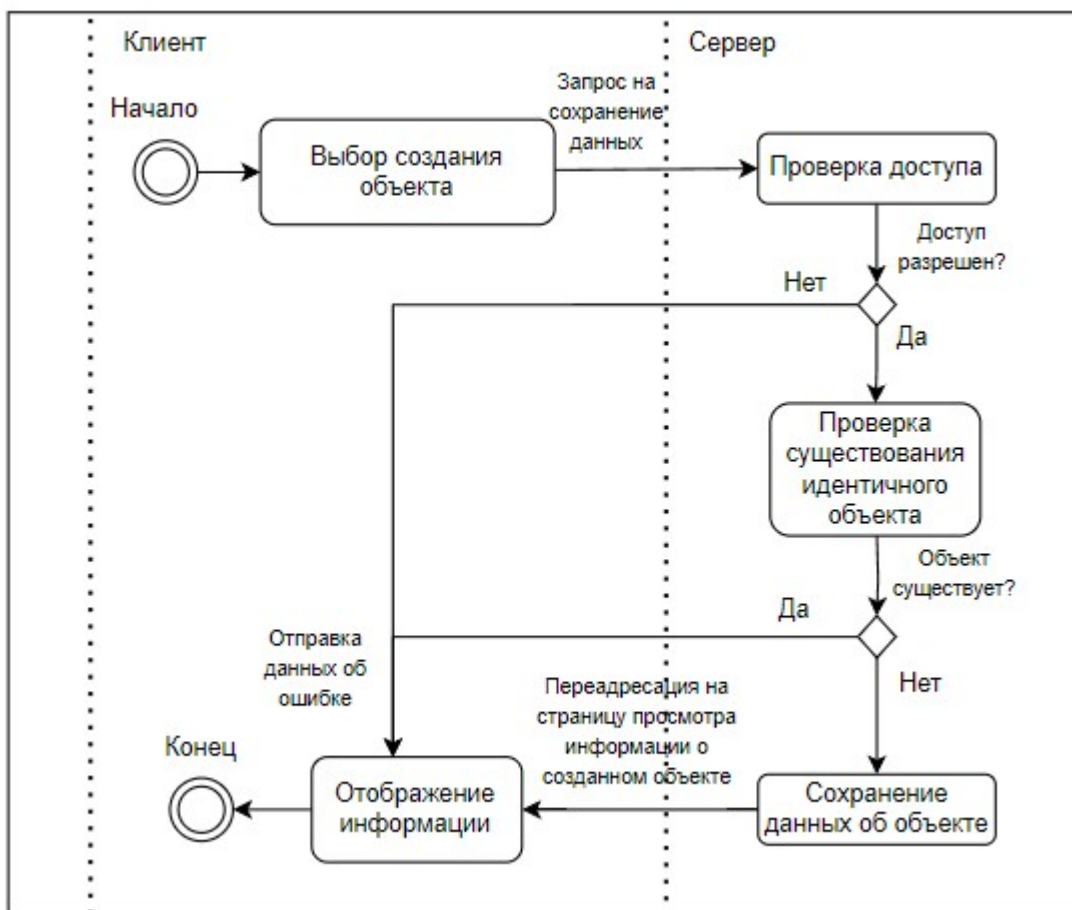 Клиент
Сервер
Начало
Запрос на
сохранение
данных
Выбор создания
объекта
Проверка доступа
Доступ
разрешен?
Нет
Да
Проверка
существования
идентичного
объекта
Объект
существует?
Да
Нет
Отправка
данных об
ошибке
Переадресация на
страницу просмотра
информации о
созданном объекте
Конец
Отображение
информации
Сохранение
данных об объекте